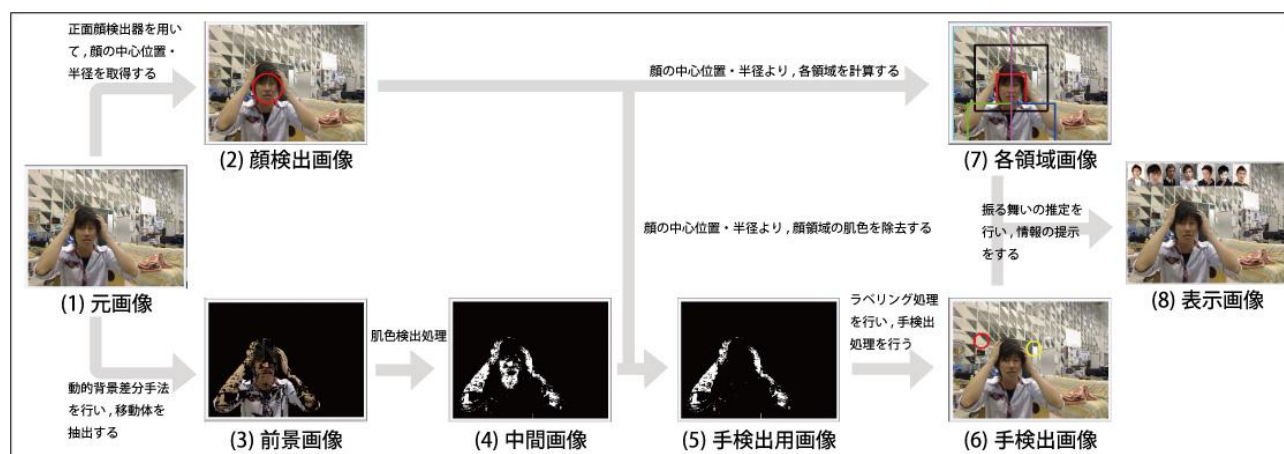 正面顔検出器を用い
て , 顔の中心位置・
半径を取得する
(2) 顔検出画像
顔の中心位置・半径より , 各領域を計算する
(7) 各領域画像
(1) 元画像
顔の中心位置・半径より , 顔領域の肌色を除去する
振る舞いの推定を
行い , 情報の提示
をする
(8) 表示画像
動的背景差分手法
を行い , 移動体を
抽出する
(3) 前景画像
肌色検出処理
(4) 中間画像
(5) 手検出用画像
ラベリング処理
を行い , 手検出
処理を行う
(6) 手検出画像